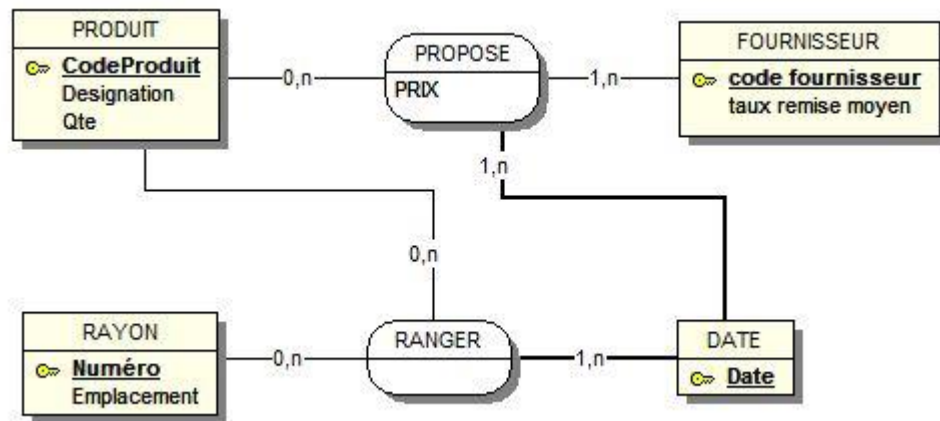 PRODUIT
CodeProduit
Designation
Qte
0,n
PROPOSE
PRIX
1,n
FOURNISSEUR
code fournisseur
taux remise moyen
1,n
0,n
RAYON
Numéro
Emplacement
0,n
RANGER
1,n
DATE
Date